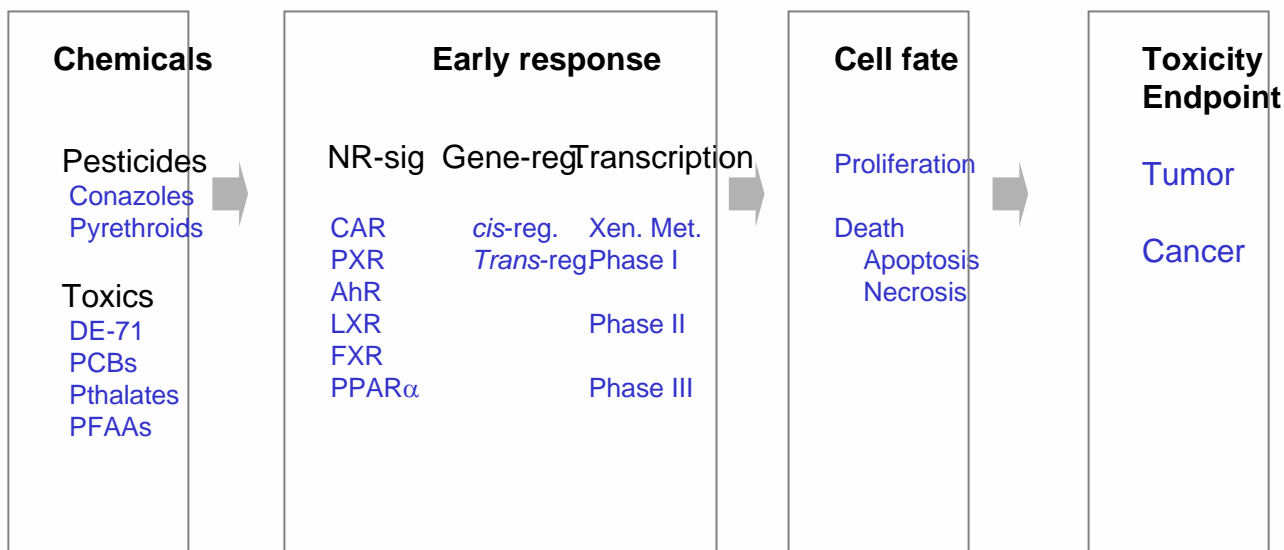 Chemicals
Pesticides
Conazoles
Pyrethroids
Toxics
DE-71
PCBs
Pthalates
PFAAs
Early response
NR-sig Gene-reg. Transcription
CAR cis-reg. Xen. Met.
PXR Trans-reg. Phase I
AhR
LXR Phase II
FXR
PPARα Phase III
Cell fate
Proliferation
Death
Apoptosis
Necrosis
Toxicity
Endpoint
Tumor
Cancer